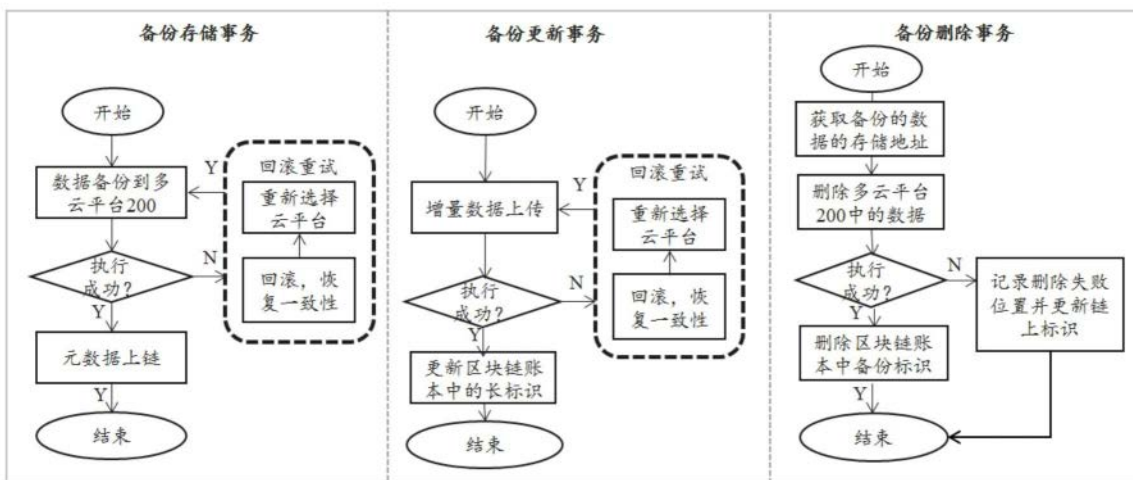 备份存储事务
开始
数据备份到多
云平台200
执行
成功?
Y
元数据上链
Y
结束
N
Y
回滚重试
重新选择
云平台
回滚，恢
复一致性
备份更新事务
开始
增量数据上传
执行
成功?
Y
更新区块链账
本中的长标识
结束
N
Y
回滚重试
重新选择
云平台
回滚，恢
复一致性
备份删除事务
开始
获取备份的数
据的存储地址
删除多云平台
200中的数据
执行
成功?
Y
删除区块链账
本中备份标识
Y
结束
N
记录删除失败
位置并更新链
上标识